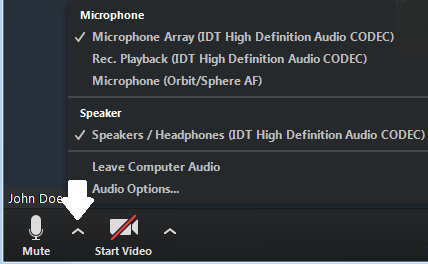 Microphone
Microphone Array (IDT High Definition Audio CODEC)
Rec. Playback (IDT High Definition Audio CODEC)
Microphone (Orbit/Sphere AF)
Speaker
Speakers / Headphones (IDT High Definition Audio CODEC)
Leave Computer Audio
Audio Options...
John Doe
Mute
Start Video